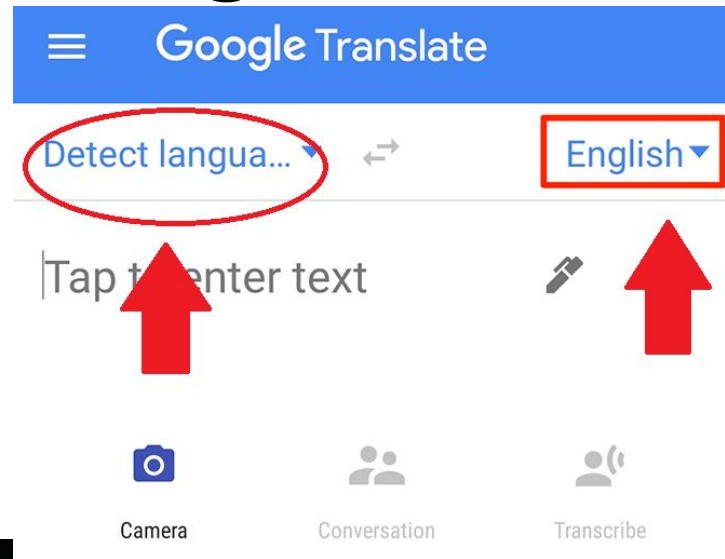 Google Translate
Detect langua... English
Tap to enter text
Camera Conversation Transcribe